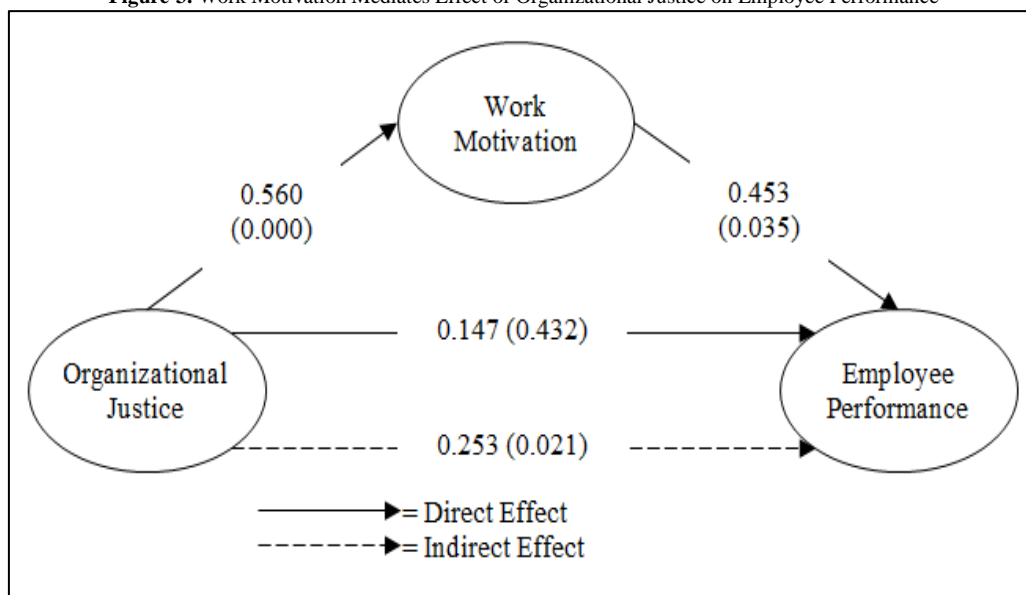 Figure 3. Work Motivation Mediates Effect of Organizational Justice on Employee Performance
Work
Motivation
0.560
(0.000)
0.453
(0.035)
0.147 (0.432)
Organizational
Justice
Employee
Performance
0.253 (0.021)
= Direct Effect
= Indirect Effect